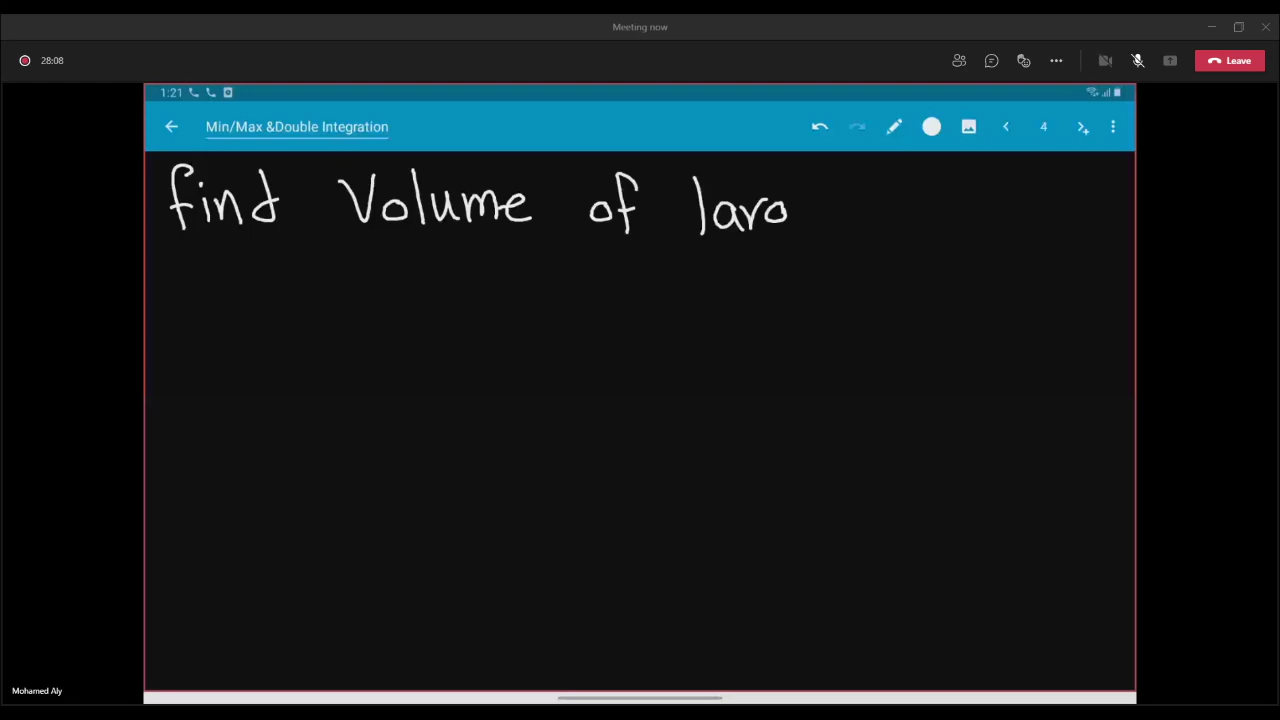 Meeting now
28:08
Leave
1:21
Min/Max &Double Integration
4
find Volume of laro
Mohamed Aly